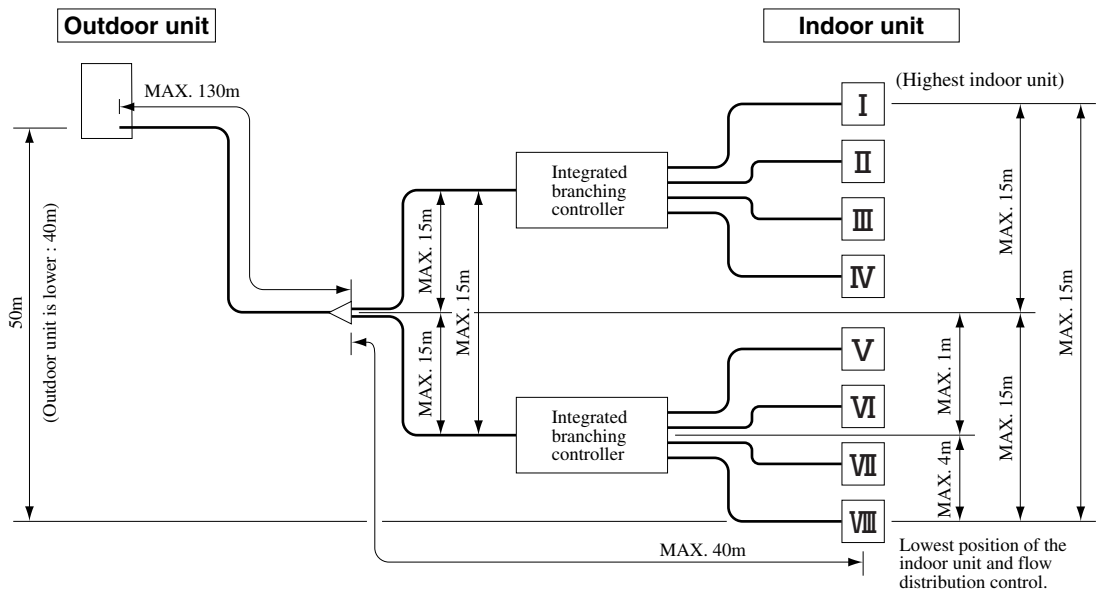 Outdoor unit
Indoor unit
MAX. 130m
(Highest indoor unit)
I
II
III
IV
V
VI
VII
VIII
Integrated
branching
controller
Integrated
branching
controller
50m
(Outdoor unit is lower : 40m)
MAX. 15m
MAX. 15m
MAX. 15m
MAX. 15m
MAX. 15m
MAX. 1m
MAX. 15m
MAX. 4m
MAX. 40m
Lowest position of the
indoor unit and flow
distribution control.